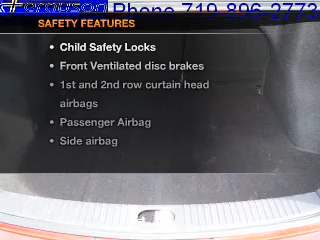 Ferguson Phone 719-896-2773
SAFETY FEATURES
• Child Safety Locks
• Front Ventilated disc brakes
• 1st and 2nd row curtain head
airbags
• Passenger Airbag
• Side airbag